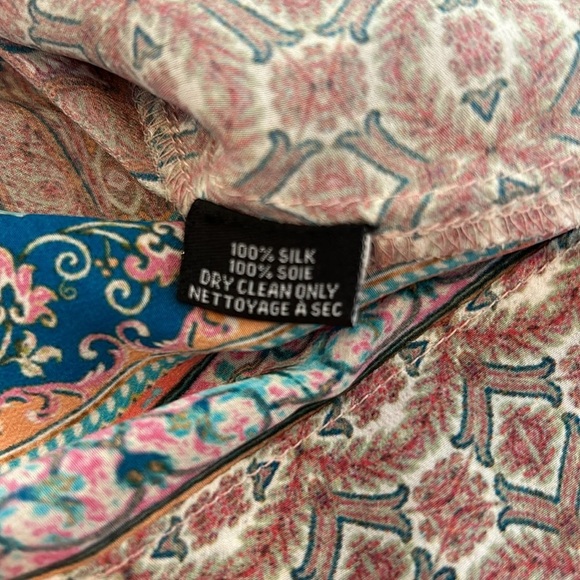 100% SILK
100% SOIE
DRY CLEAN ONLY
NETTOYAGE À SEC